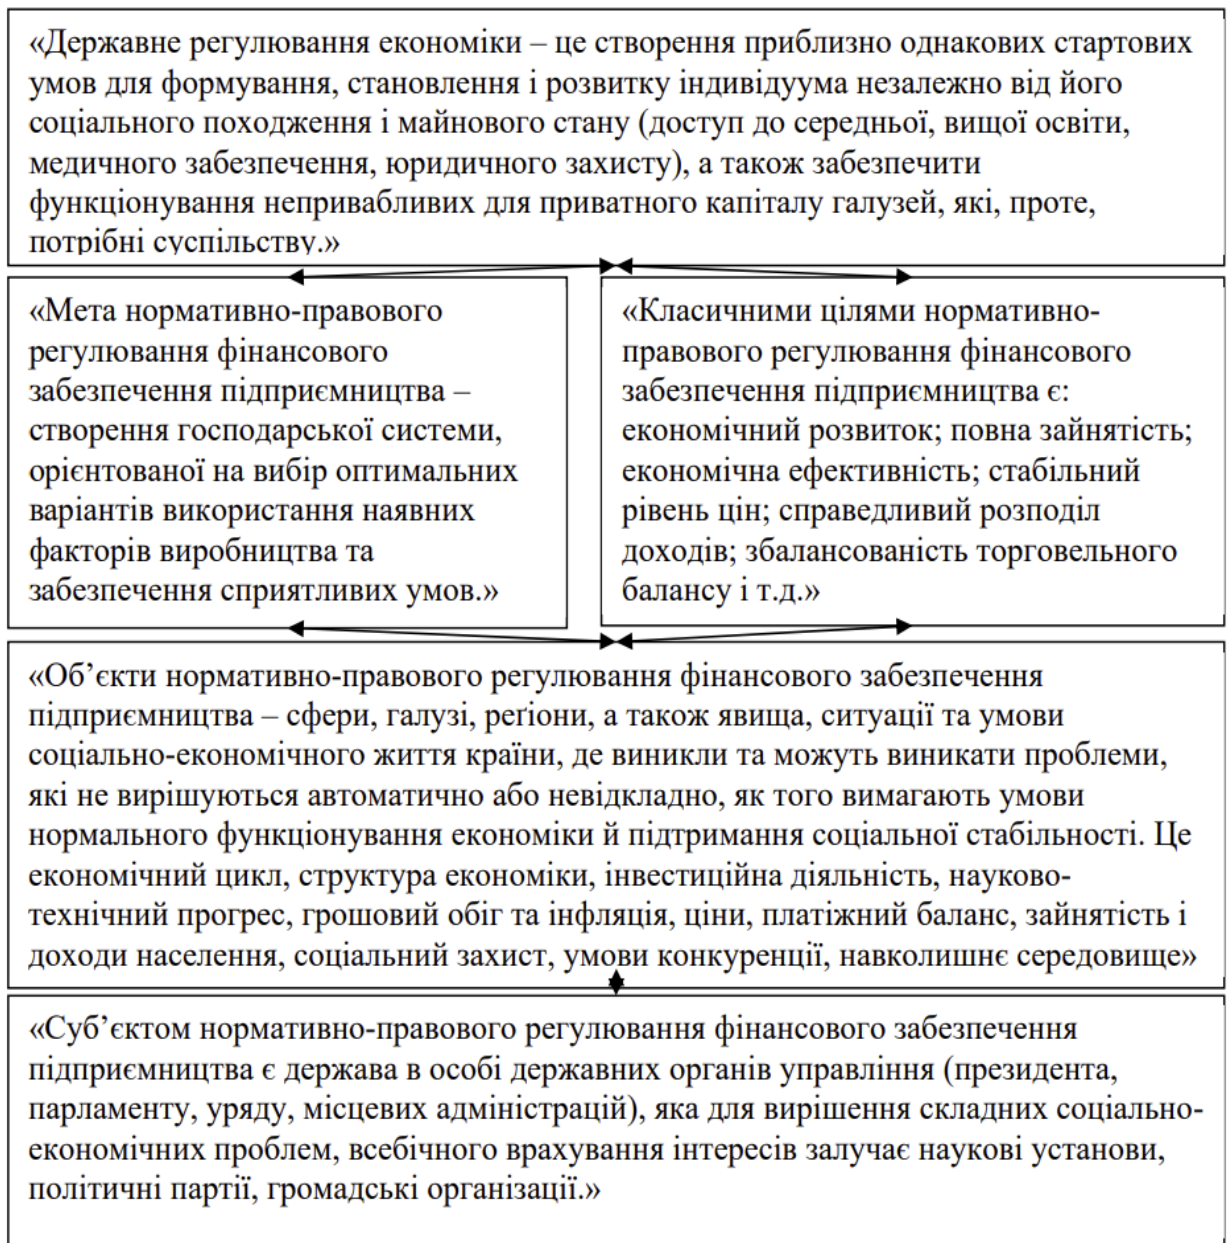 «Державне регулювання економіки – це створення приблизно однакових стартових
умов для формування, становлення і розвитку індивідуума незалежно від його
соціального походження і майнового стану (доступ до середньої, вищої освіти,
медичного забезпечення, юридичного захисту), а також забезпечити
функціонування непривабливих для приватного капіталу галузей, які, проте,
потрібні суспільству.»
«Мета нормативно-правового
регулювання фінансового
забезпечення підприємництва –
створення господарської системи,
орієнтованої на вибір оптимальних
варіантів використання наявних
факторів виробництва та
забезпечення сприятливих умов.»
«Класичними цілями нормативно-
правового регулювання фінансового
забезпечення підприємництва є:
економічний розвиток; повна зайнятість;
економічна ефективність; стабільний
рівень цін; справедливий розподіл
доходів; збалансованість торговельного
балансу і т.д.»
«Об’єкти нормативно-правового регулювання фінансового забезпечення
підприємництва – сфери, галузі, реґіони, а також явища, ситуації та умови
соціально-економічного життя країни, де виникли та можуть виникати проблеми,
які не вирішуються автоматично або невідкладно, як того вимагають умови
нормального функціонування економіки й підтримання соціальної стабільності. Це
економічний цикл, структура економіки, інвестиційна діяльність, науково-
технічний прогрес, грошовий обіг та інфляція, ціни, платіжний баланс, зайнятість і
доходи населення, соціальний захист, умови конкуренції, навколишнє середовище»
«Суб’єктом нормативно-правового регулювання фінансового забезпечення
підприємництва є держава в особі державних органів управління (президента,
парламенту, уряду, місцевих адміністрацій), яка для вирішення складних соціально-
економічних проблем, всебічного врахування інтересів залучає наукові установи,
політичні партії, громадські організації.»